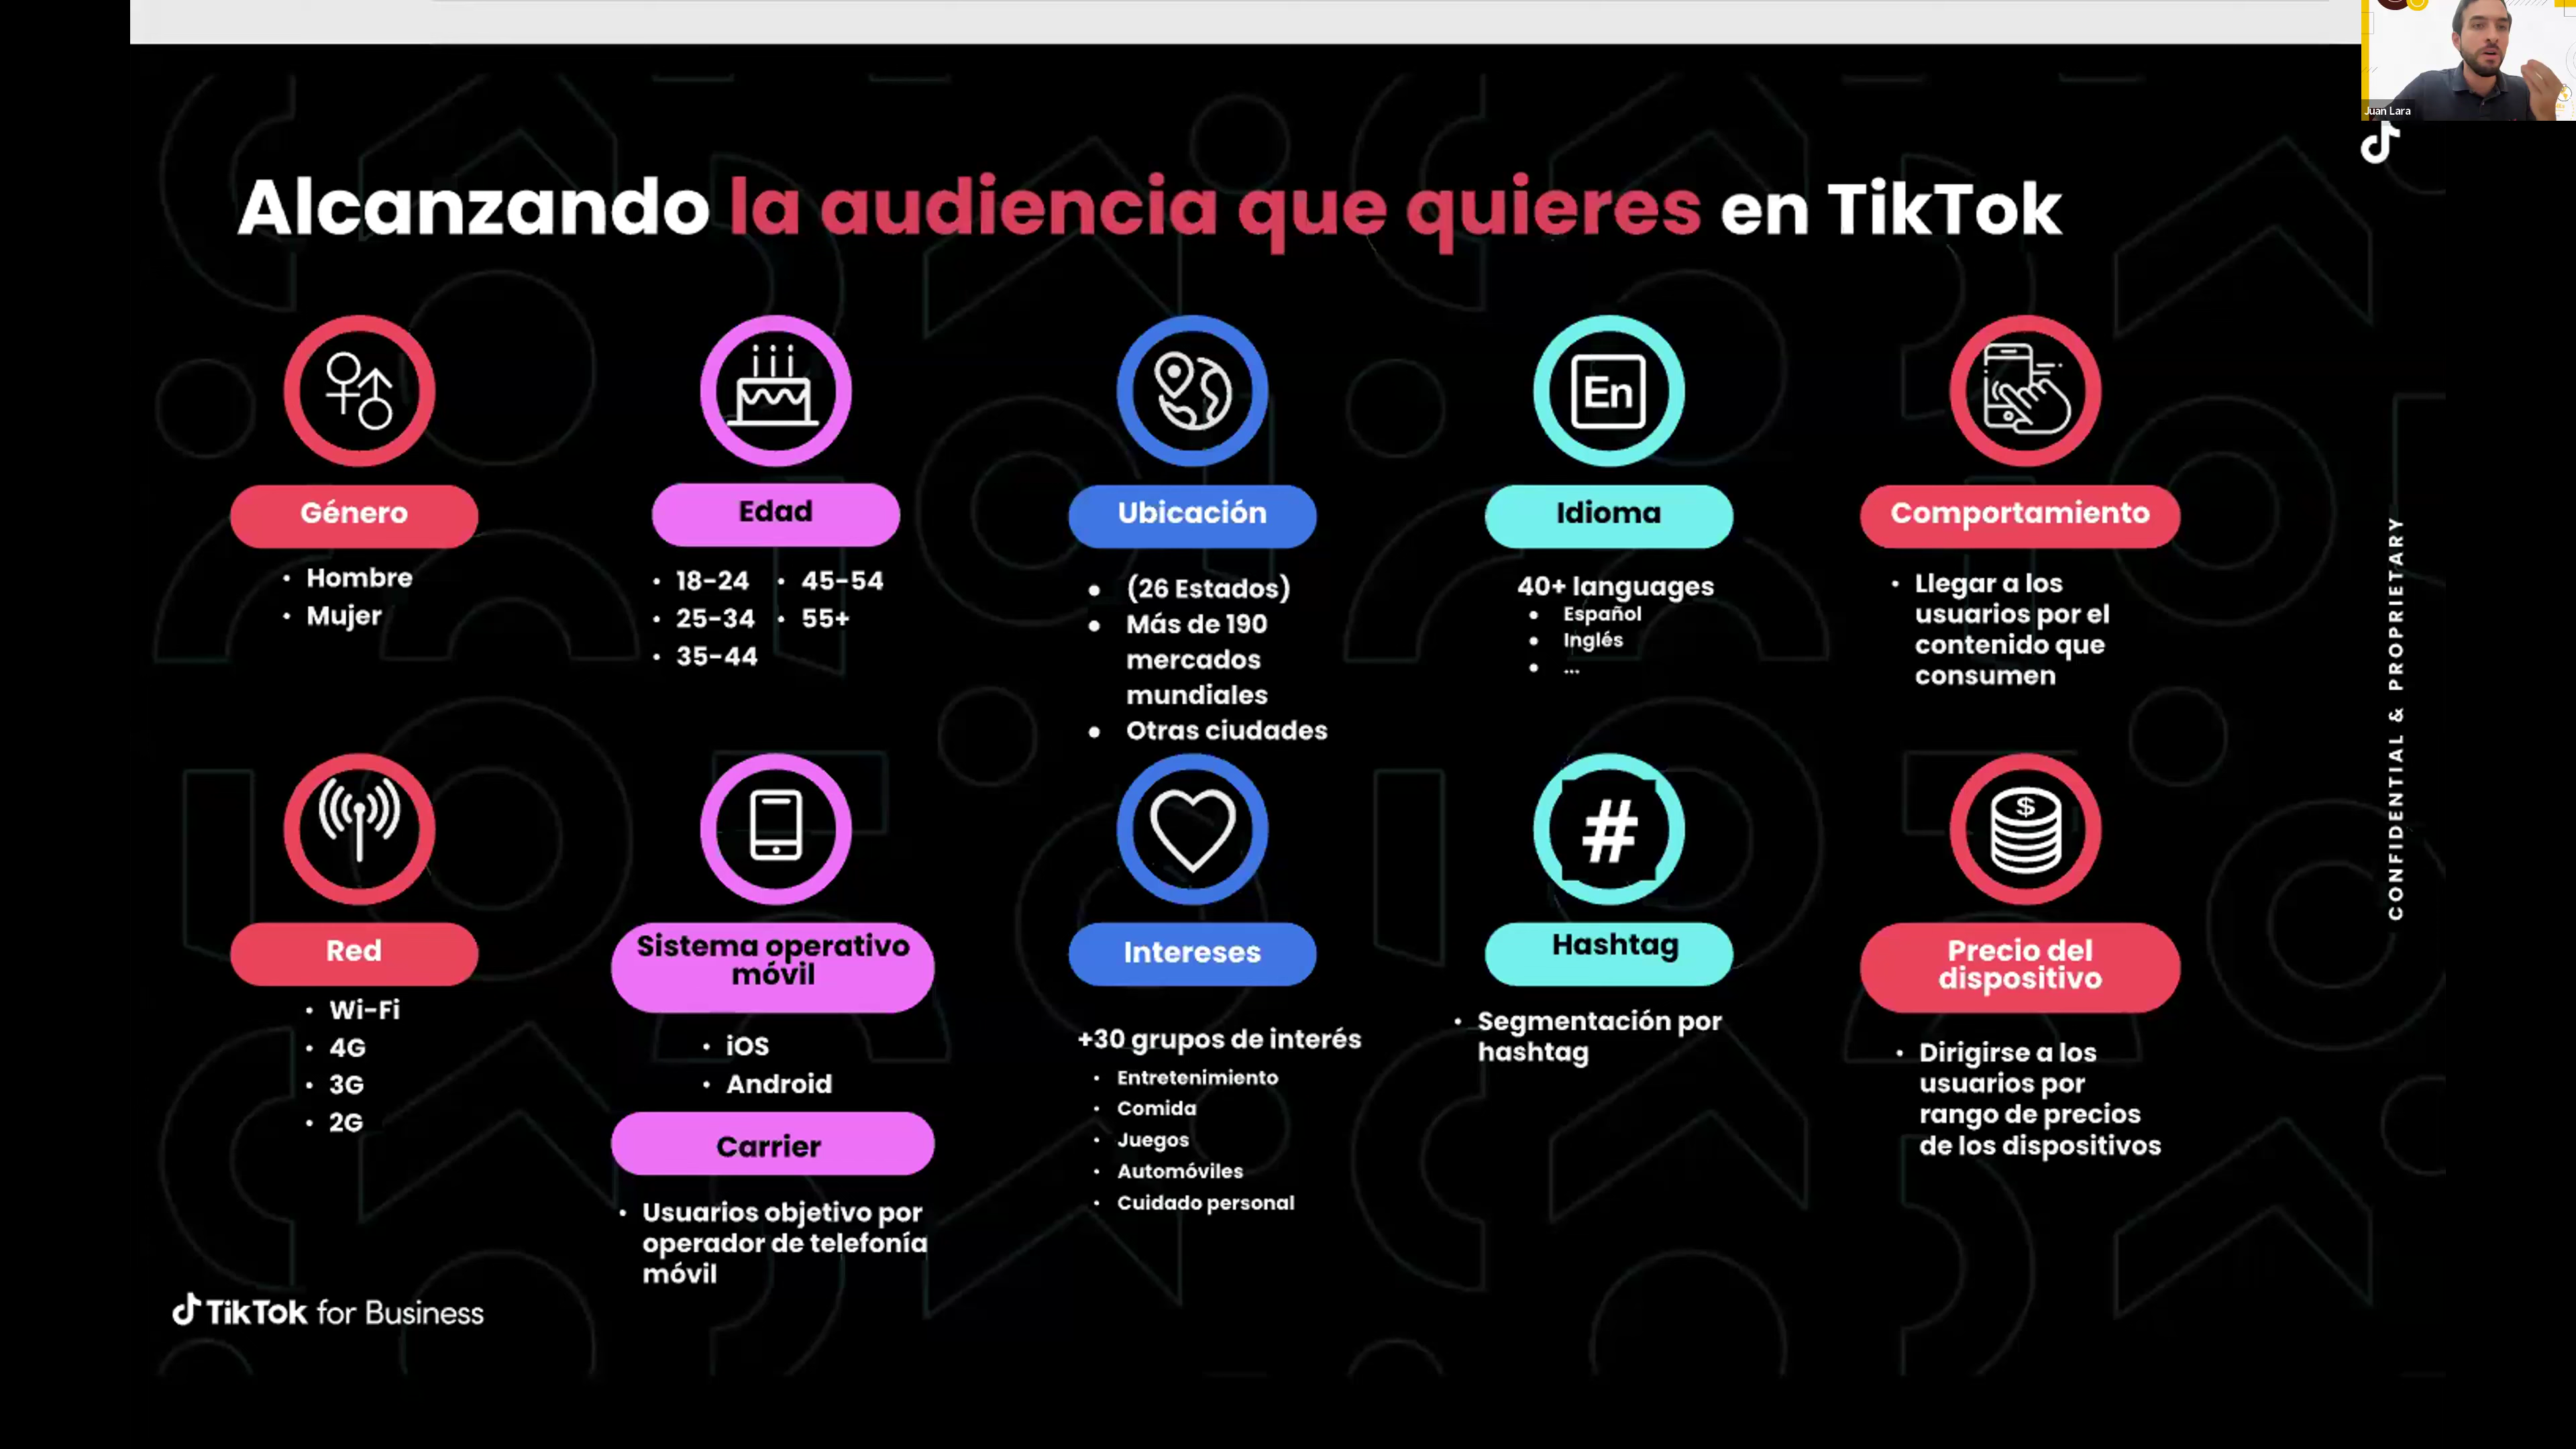 Juan Lara
Alcanzando la audiencia que quieres en TikTok
En
Género
Hombre
Mujer
Edad
18-24
25-34
35-44
45-54
55+
Ubicación
(26 Estados)
Más de 190
mercados
mundiales
Otras ciudades
Idioma
40+ languages
Español
Inglés
...
Comportamiento
Llegar a los
usuarios por el
contenido que
consumen
Red
Wi-Fi
4G
3G
2G
Sistema operativo
móvil
iOS
Android
Carrier
Usuarios objetivo por
operador de telefonía
móvil
Intereses
+30 grupos de interés
Entretenimiento
Comida
Juegos
Automóviles
Cuidado personal
#
Hashtag
Segmentación por
hashtag
$
Precio del
dispositivo
Dirigirse a los
usuarios por
rango de precios
de los dispositivos
CONFIDENTIAL & PROPRIETARY
TikTok for Business